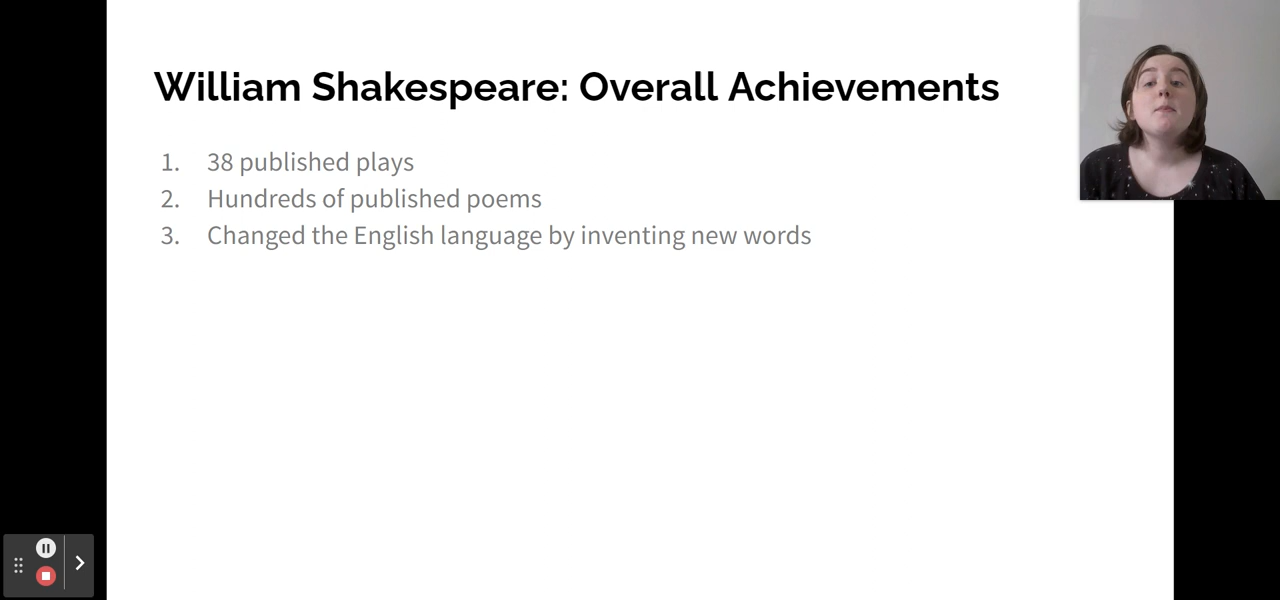 William Shakespeare: Overall Achievements
1. 38 published plays
2. Hundreds of published poems
3. Changed the English language by inventing new words